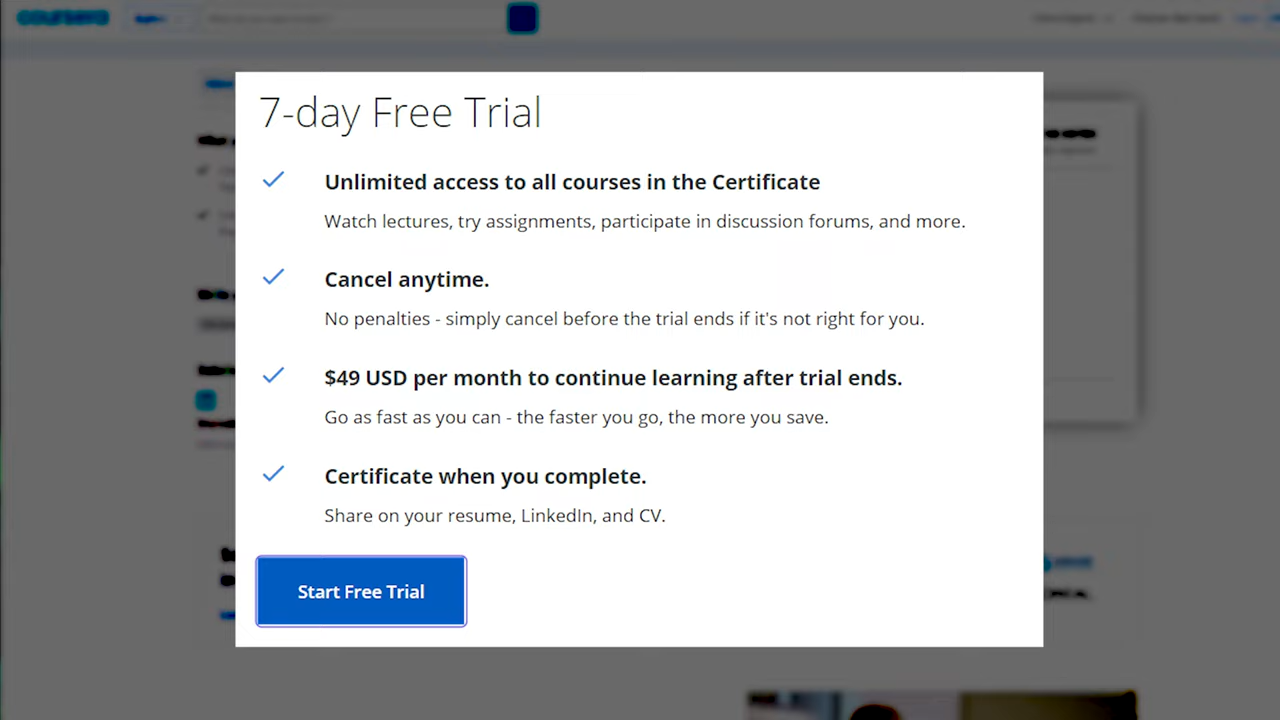 coursera
7-day Free Trial
Unlimited access to all courses in the Certificate
Watch lectures, try assignments, participate in discussion forums, and more.
Cancel anytime.
No penalties - simply cancel before the trial ends if it's not right for you.
$49 USD per month to continue learning after trial ends.
Go as fast as you can - the faster you go, the more you save.
Certificate when you complete.
Share on your resume, LinkedIn, and CV.
Start Free Trial